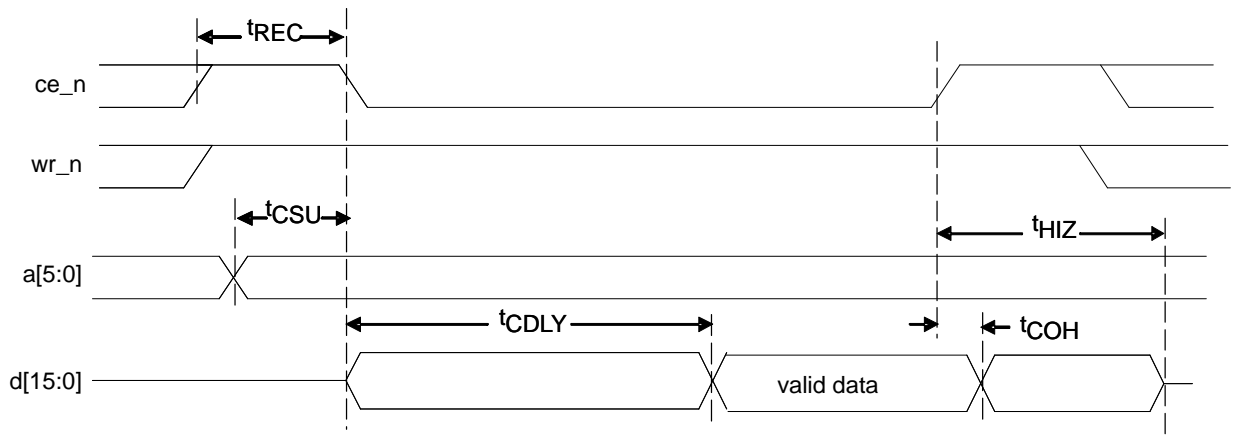 tREC
ce_n
wr_n
tCSU
tHIZ
a[5:0]
tCDLY
tCOH
d[15:0]
valid data